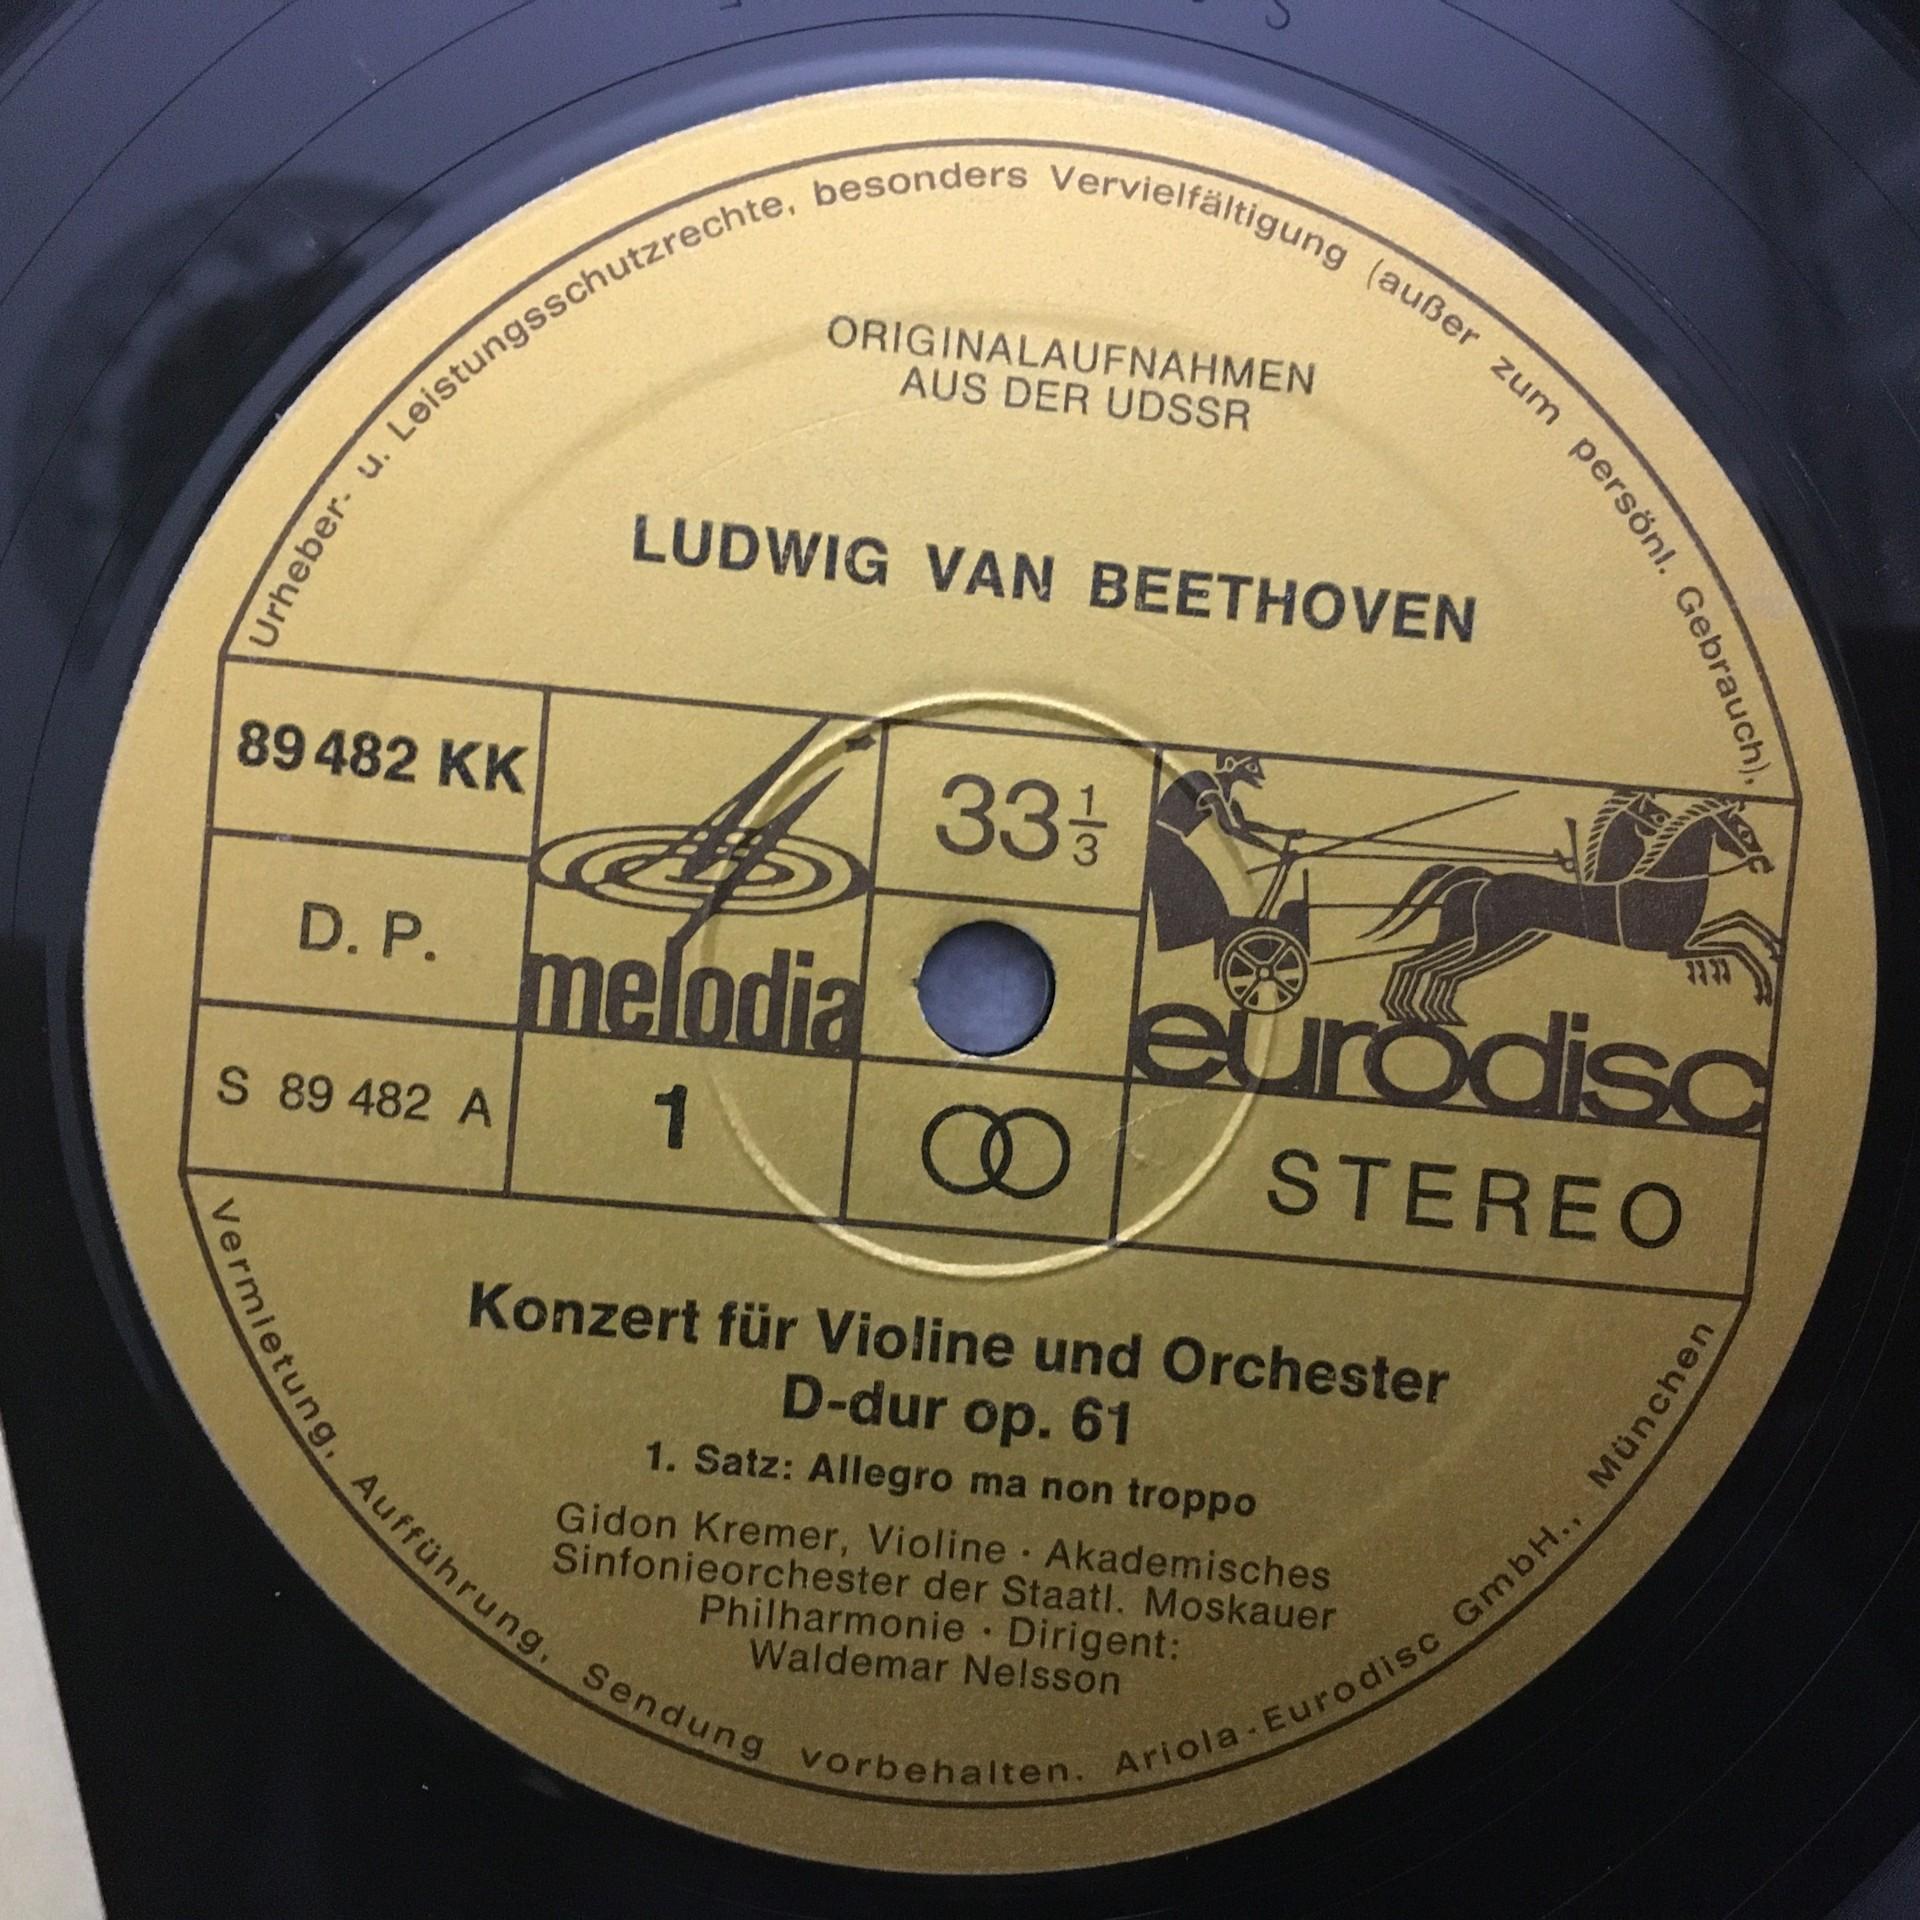 Urheber- u. Leistungsschutzrechte, besonders Vervielfältigung (außer zum persönl. Gebrauch),
ORIGINALAUFNAHMEN
AUS DER UDSSR
LUDWIG VAN BEETHOVEN
89 482 KK
D. P.
S 89 482 A
melodia
1
33 1/3
eurodisc
STEREO
Konzert für Violine und Orchester
D-dur op. 61
1. Satz: Allegro ma non troppo
Gidon Kremer, Violine · Akademisches
Sinfonieorchester der Staatl. Moskauer
Philharmonie · Dirigent:
Waldemar Nelsson
Vermietung, Aufführung, Sendung vorbehalten. Ariola-Eurodisc GmbH., München